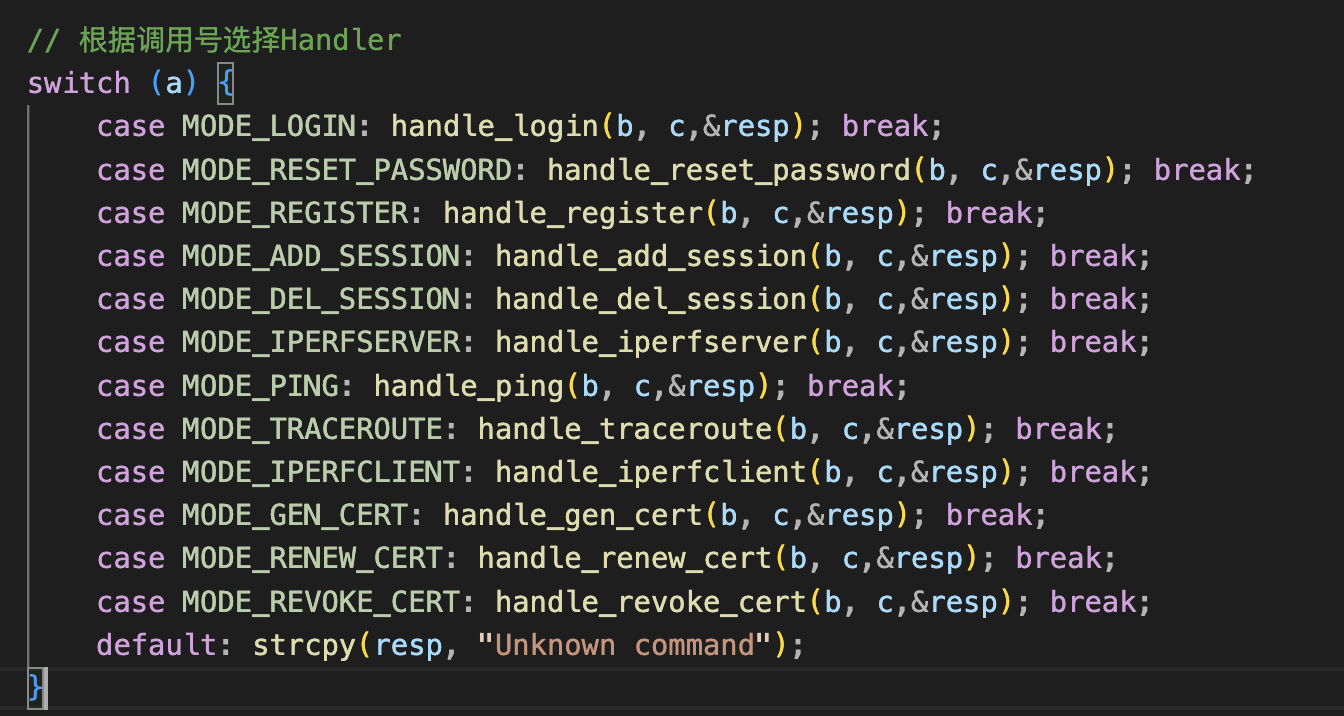 // 根据调用号选择Handler
switch (a) {
    case MODE_LOGIN: handle_login(b, c,&resp); break;
    case MODE_RESET_PASSWORD: handle_reset_password(b, c,&resp); break;
    case MODE_REGISTER: handle_register(b, c,&resp); break;
    case MODE_ADD_SESSION: handle_add_session(b, c,&resp); break;
    case MODE_DEL_SESSION: handle_del_session(b, c,&resp); break;
    case MODE_IPERFSERVER: handle_iperfserver(b, c,&resp); break;
    case MODE_PING: handle_ping(b, c,&resp); break;
    case MODE_TRACEROUTE: handle_traceroute(b, c,&resp); break;
    case MODE_IPERFCLIENT: handle_iperfclient(b, c,&resp); break;
    case MODE_GEN_CERT: handle_gen_cert(b, c,&resp); break;
    case MODE_RENEW_CERT: handle_renew_cert(b, c,&resp); break;
    case MODE_REVOKE_CERT: handle_revoke_cert(b, c,&resp); break;
    default: strcpy(resp, "Unknown command");
}